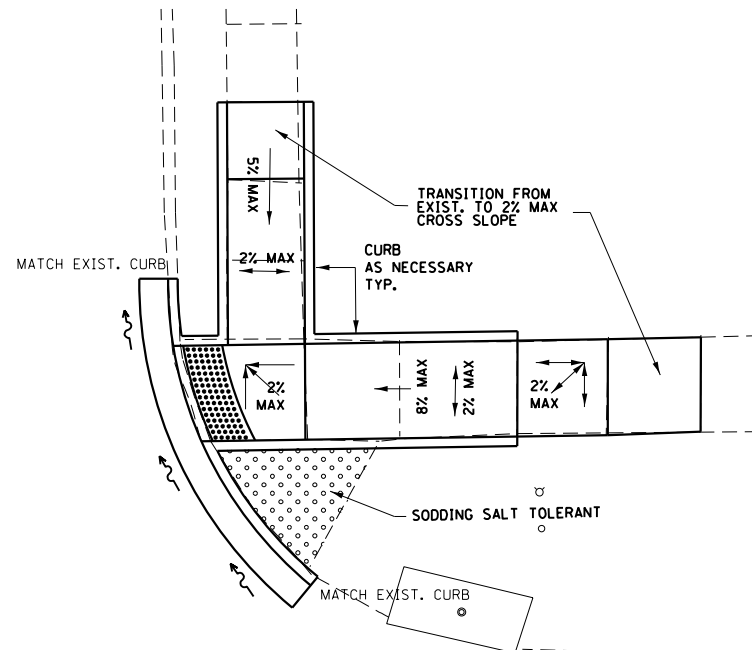 5% MAX
TRANSITION FROM
EXIST. TO 2% MAX
CROSS SLOPE
2% MAX
CURB
AS NECESSARY
TYP.
MATCH EXIST. CURB
2%
MAX
8% MAX
2% MAX
2%
MAX
SODDING SALT TOLERANT
MATCH EXIST. CURB